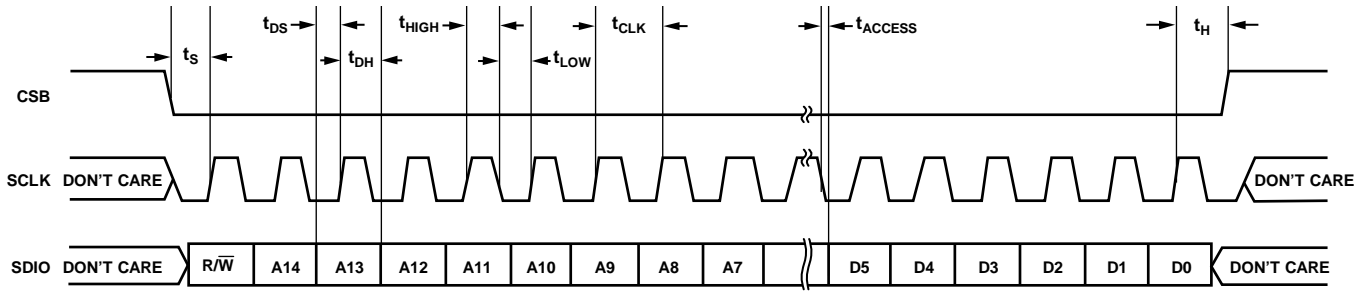 tDS
tHIGH
tCLK
tACCESS
tH
tS
tDH
tLOW
CSB
SCLK DON'T CARE
DON'T CARE
SDIO DON'T CARE R/W̅ A14 A13 A12 A11 A10 A9 A8 A7 D5 D4 D3 D2 D1 D0 DON'T CARE